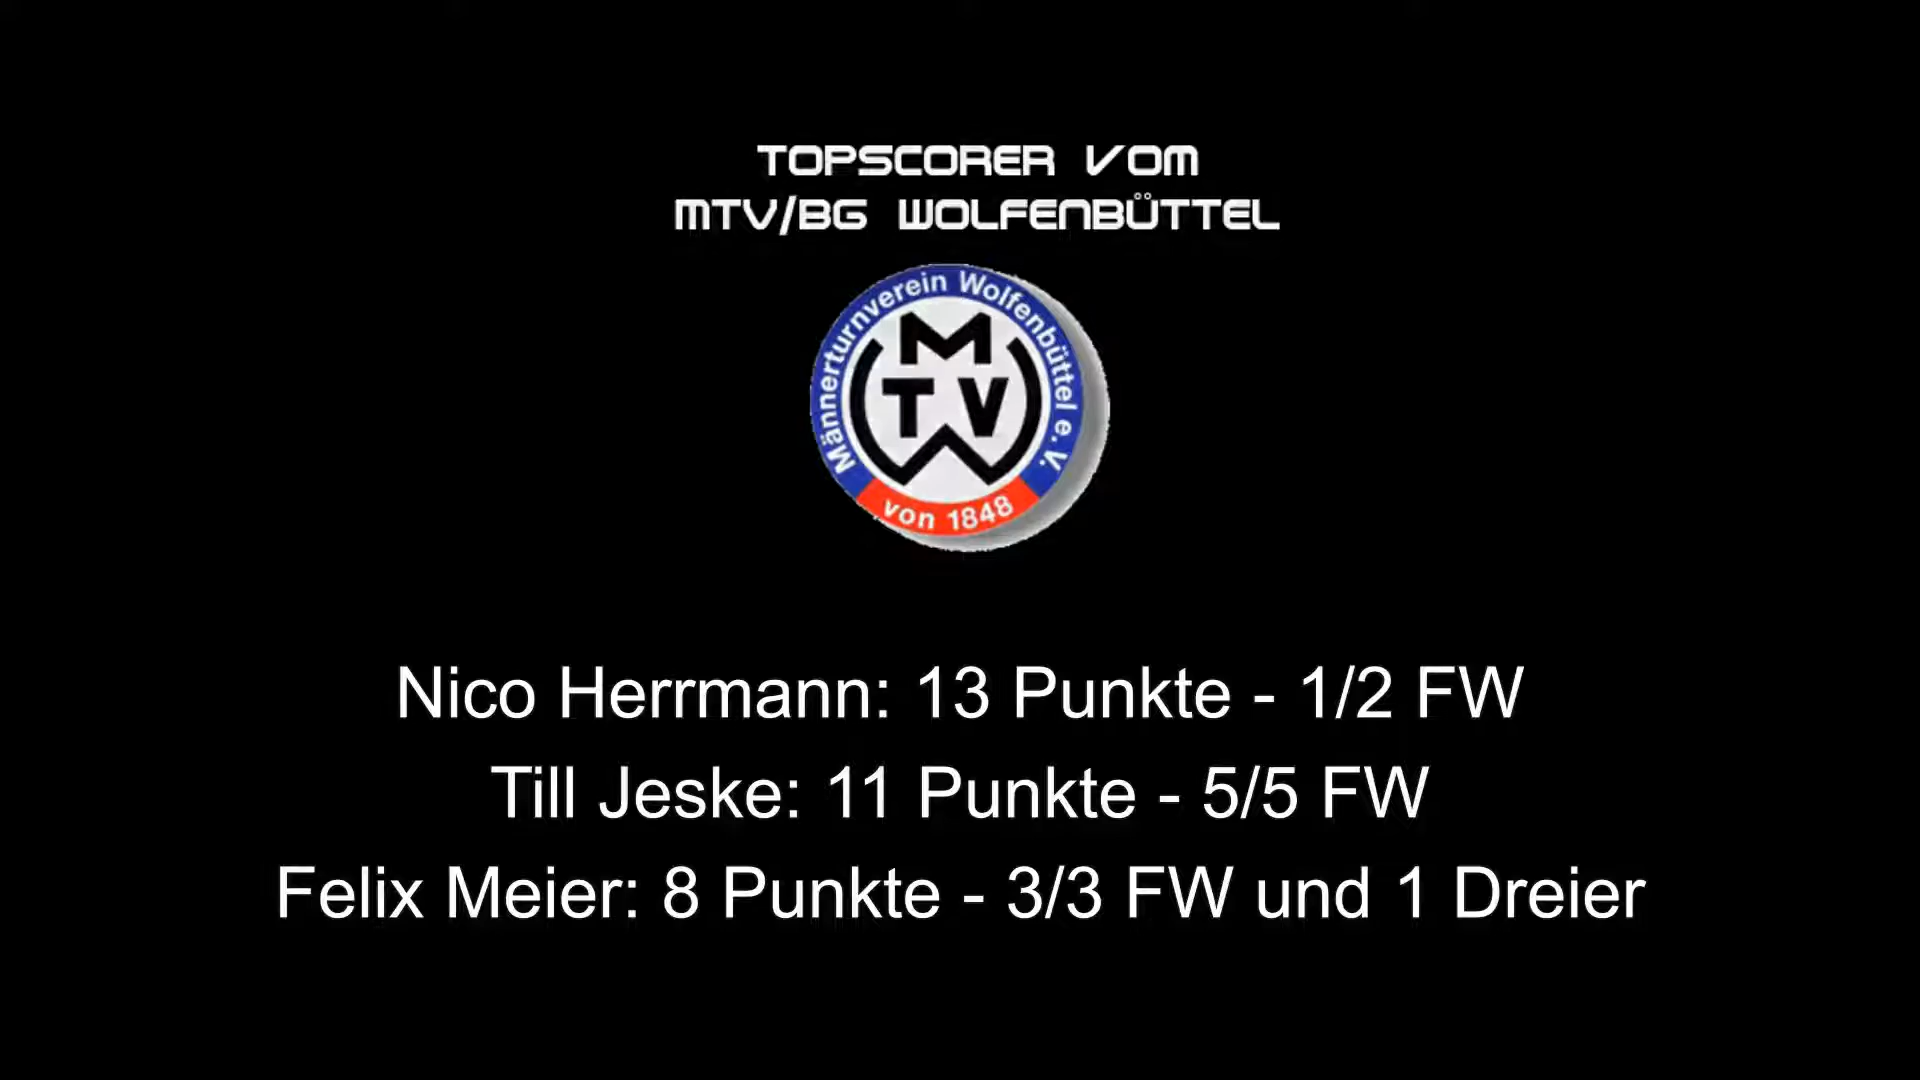 TOPSCORER VOM
MTV/BG WOLFENBÜTTEL
Männerturnverein Wolfenbüttel e.V.
M
TV
W
von 1848
Nico Herrmann: 13 Punkte - 1/2 FW
Till Jeske: 11 Punkte - 5/5 FW
Felix Meier: 8 Punkte - 3/3 FW und 1 Dreier